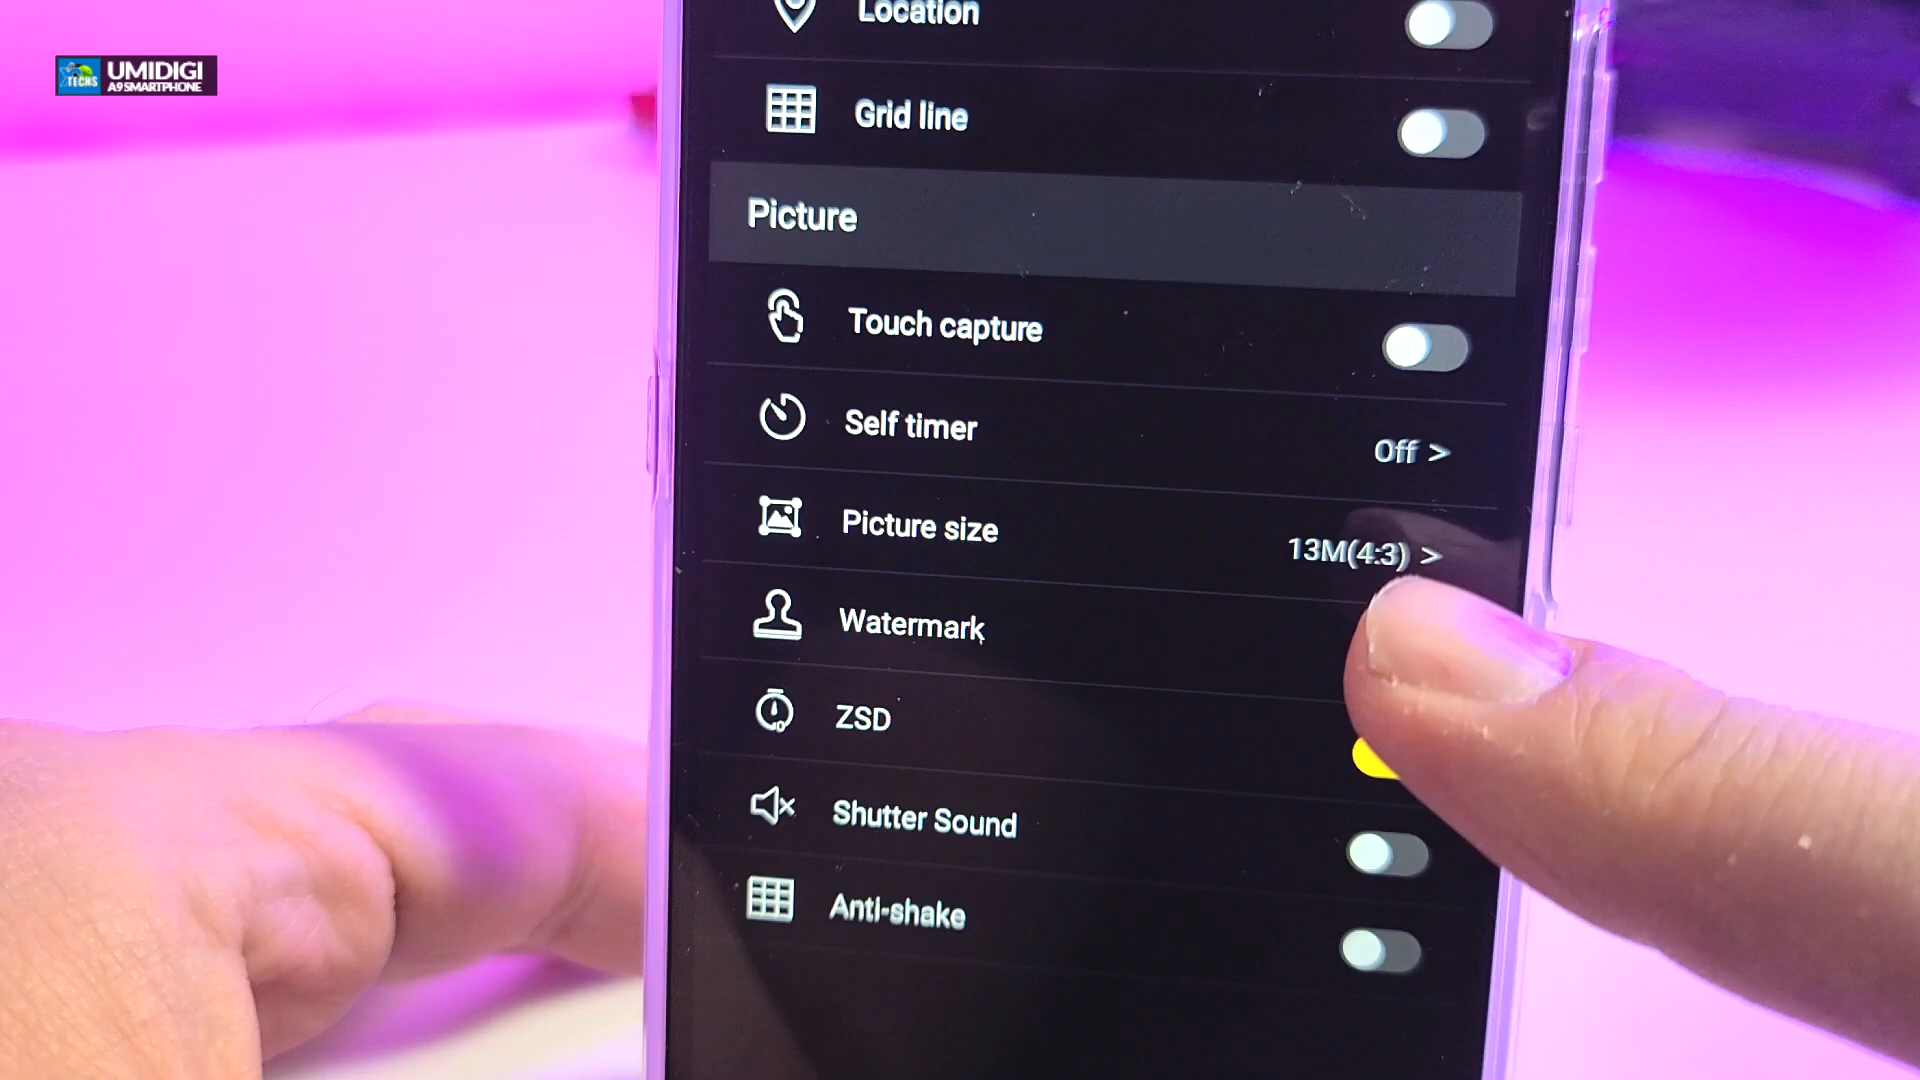 TECHS
UMIDIGI
A9 SMARTPHONE
Location
Grid line
Picture
Touch capture
Self timer
Off >
Picture size
13M(4:3) >
Watermark
ZSD
Shutter Sound
Anti-shake